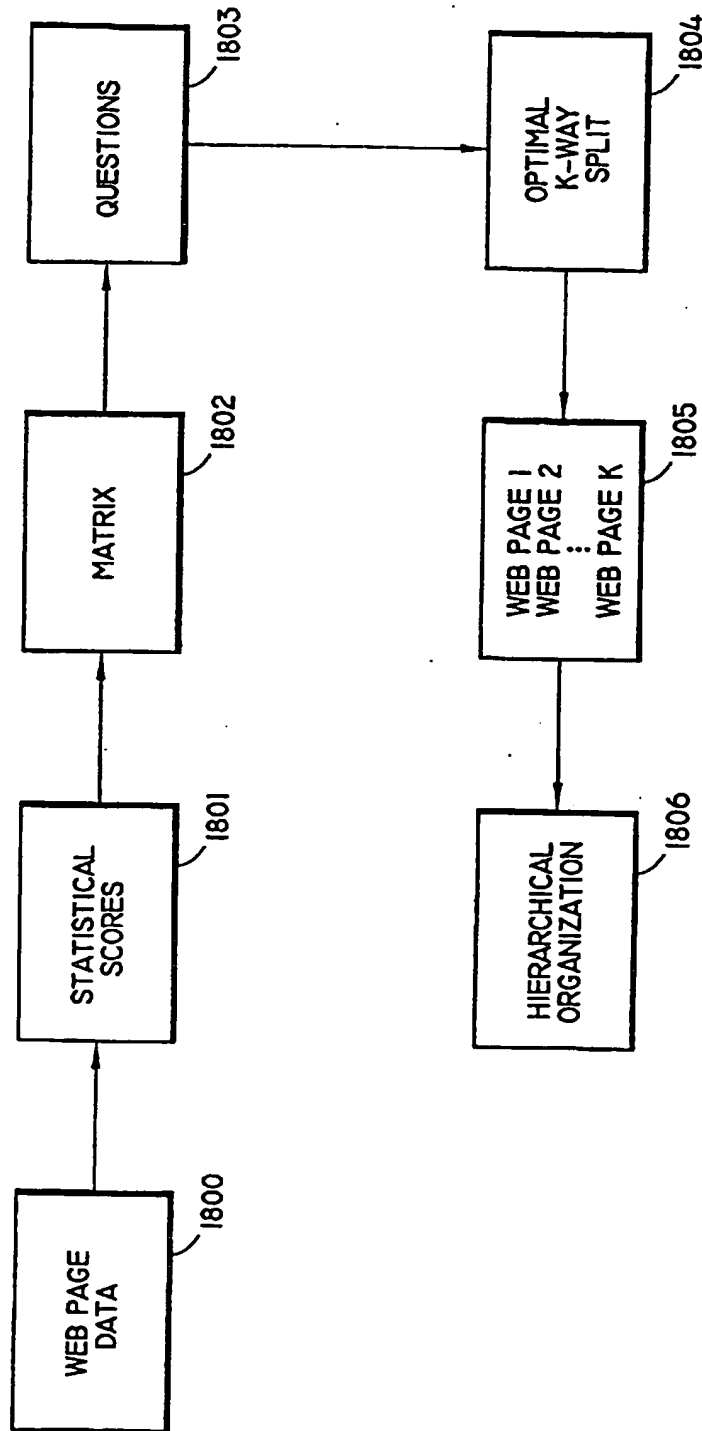 WEB PAGE
DATA
1800
STATISTICAL
SCORES
1801
MATRIX
1802
QUESTIONS
1803
OPTIMAL
K-WAY
SPLIT
1804
WEB PAGE 1
WEB PAGE 2
⋮
WEB PAGE K
1805
HIERARCHICAL
ORGANIZATION
1806